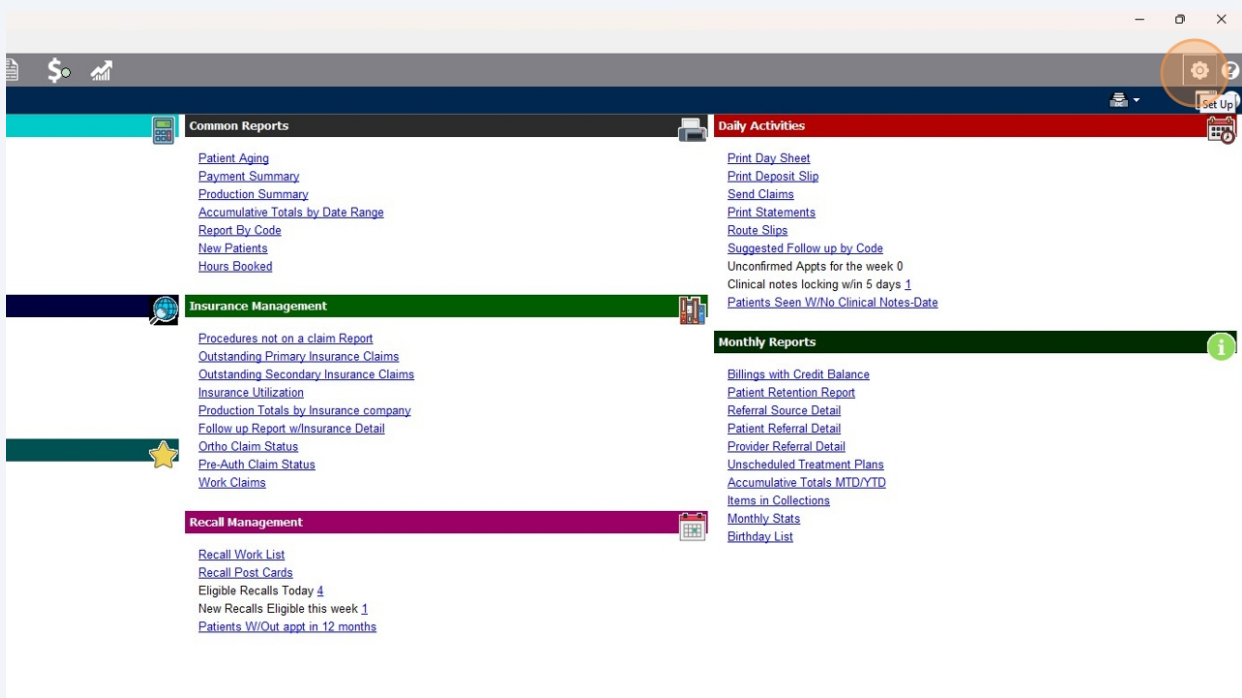 Set Up
Common Reports
Patient Aging
Payment Summary
Production Summary
Accumulative Totals by Date Range
Report By Code
New Patients
Hours Booked
Insurance Management
Procedures not on a claim Report
Outstanding Primary Insurance Claims
Outstanding Secondary Insurance Claims
Insurance Utilization
Production Totals by Insurance company
Follow up Report w/Insurance Detail
Ortho Claim Status
Pre-Auth Claim Status
Work Claims
Recall Management
Recall Work List
Recall Post Cards
Eligible Recalls Today 4
New Recalls Eligible this week 1
Patients W/Out appt in 12 months
Daily Activities
Print Day Sheet
Print Deposit Slip
Send Claims
Print Statements
Route Slips
Suggested Follow up by Code
Unconfirmed Appts for the week 0
Clinical notes locking w/in 5 days 1
Patients Seen W/No Clinical Notes-Date
Monthly Reports
Billings with Credit Balance
Patient Retention Report
Referral Source Detail
Patient Referral Detail
Provider Referral Detail
Unscheduled Treatment Plans
Accumulative Totals MTD/YTD
Items in Collections
Monthly Stats
Birthday List